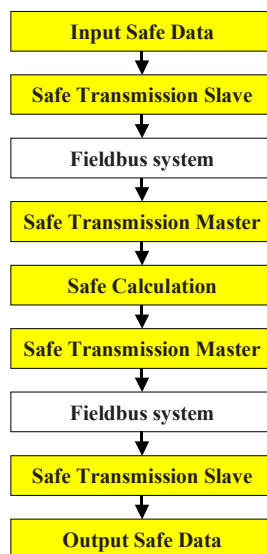 Input Safe Data
Safe Transmission Slave
Fieldbus system
Safe Transmission Master
Safe Calculation
Safe Transmission Master
Fieldbus system
Safe Transmission Slave
Output Safe Data